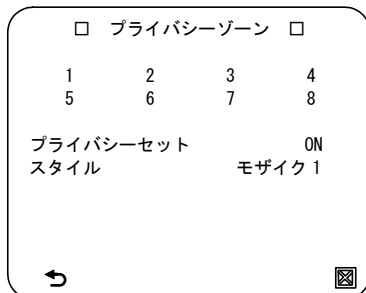 □ プライバシーゾーン □
1 2 3 4
5 6 7 8
プライバシーセット ON
スタイル モザイク1